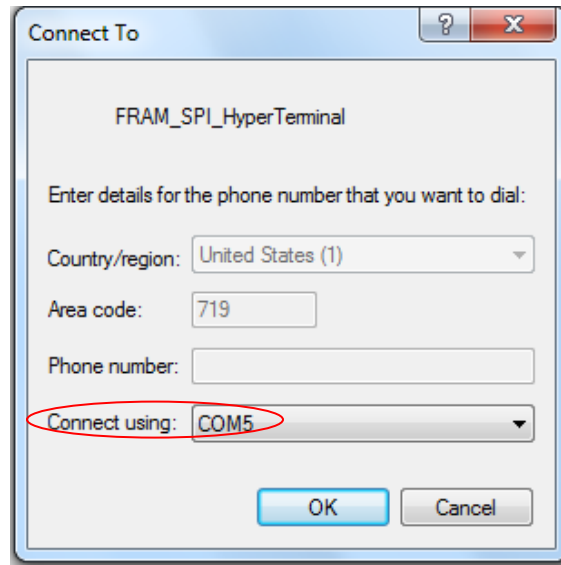 Connect To
?
X
FRAM_SPI_HyperTerminal
Enter details for the phone number that you want to dial:
Country/region: United States (1)
Area code: 719
Phone number:
Connect using: COM5
OK Cancel